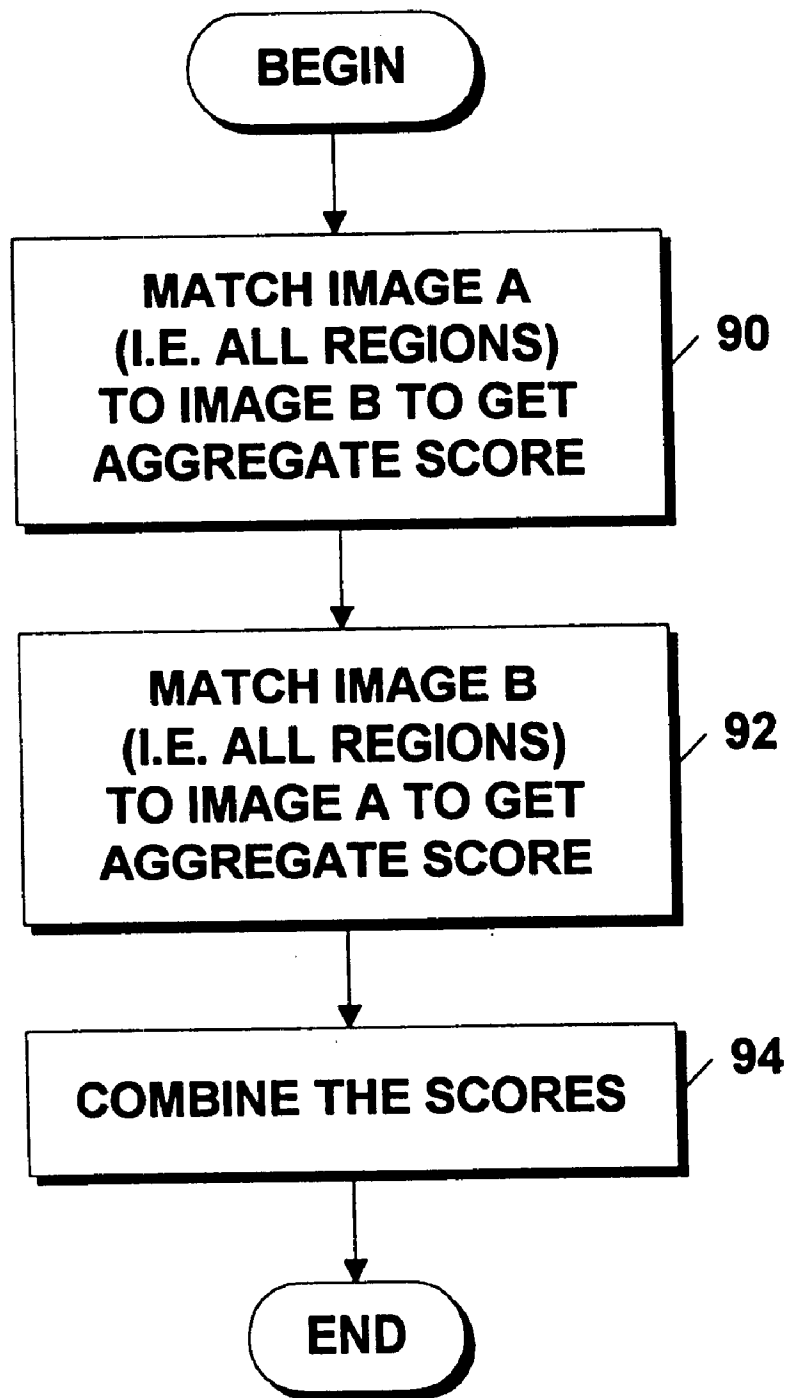 BEGIN
MATCH IMAGE A
(I.E. ALL REGIONS)
TO IMAGE B TO GET
AGGREGATE SCORE
90
MATCH IMAGE B
(I.E. ALL REGIONS)
TO IMAGE A TO GET
AGGREGATE SCORE
92
COMBINE THE SCORES
94
END